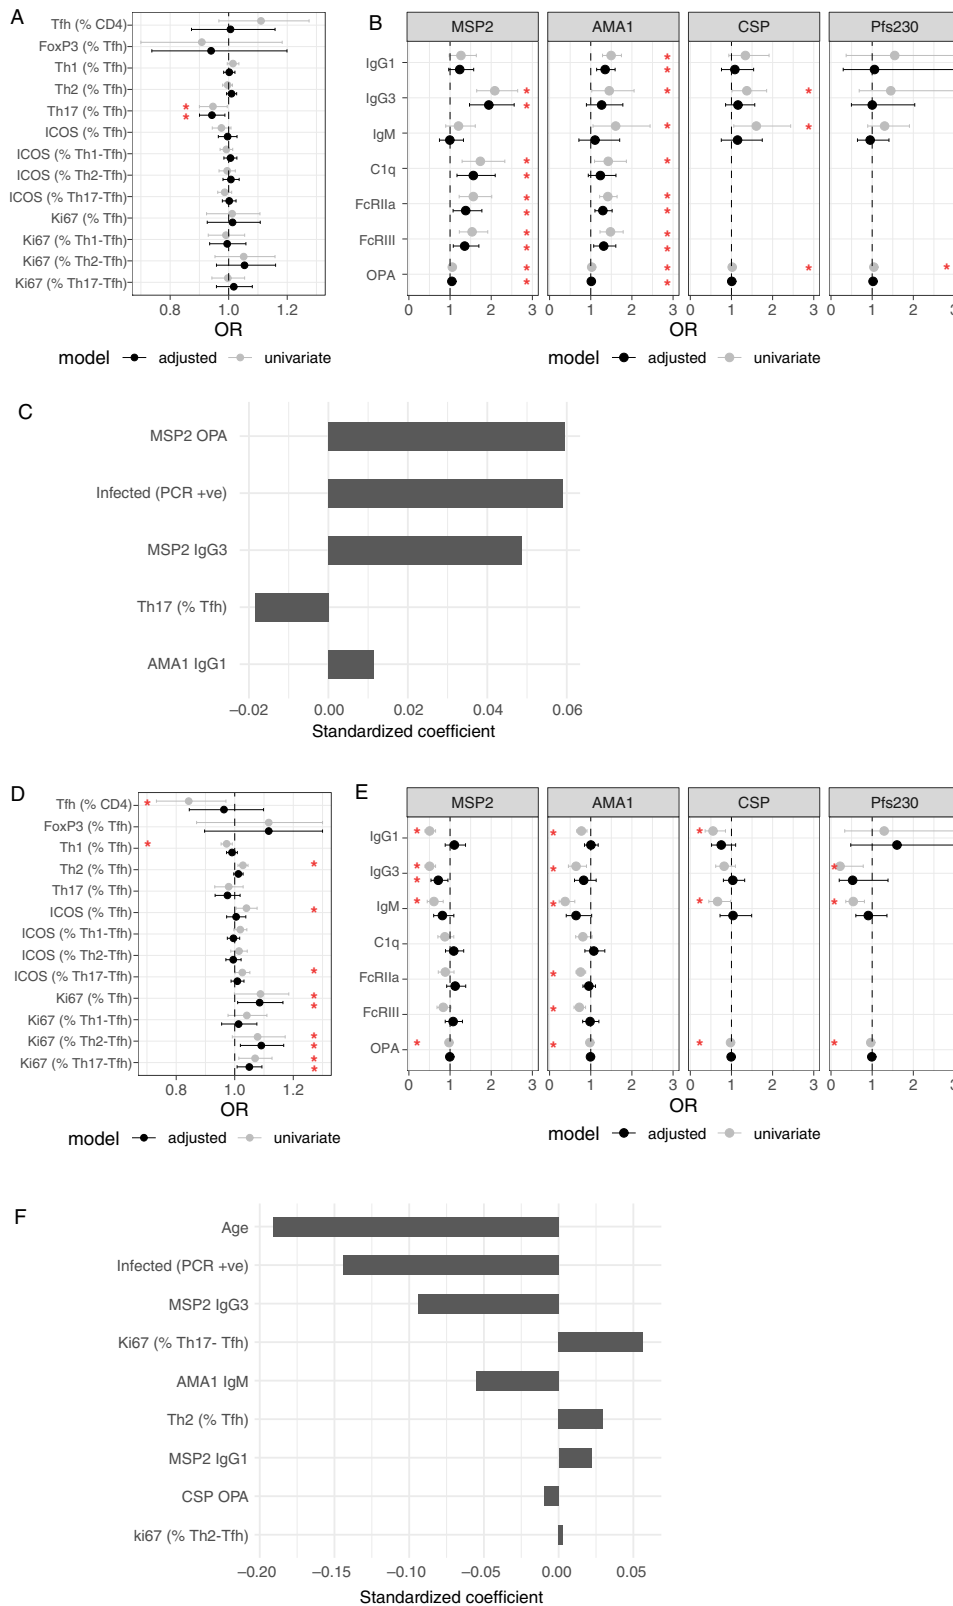 A
Tfh (% CD4)
FoxP3 (% Tfh)
Th1 (% Tfh)
Th2 (% Tfh)
Th17 (% Tfh)
ICOS (% Tfh)
ICOS (% Th1-Tfh)
ICOS (% Th2-Tfh)
ICOS (% Th17-Tfh)
Ki67 (% Tfh)
Ki67 (% Th1-Tfh)
Ki67 (% Th2-Tfh)
Ki67 (% Th17-Tfh)
0.8 1.0 1.2
OR
model adjusted univariate
B
MSP2 AMA1 CSP Pfs230
IgG1
IgG3
IgM
C1q
FcRIIa
FcRIII
OPA
0 1 2 3 0 1 2 3 0 1 2 3 0 1 2 3
OR
model adjusted univariate
C
MSP2 OPA
Infected (PCR +ve)
MSP2 IgG3
Th17 (% Tfh)
AMA1 IgG1
−0.02 0.00 0.02 0.04 0.06
Standardized coefficient
D
Tfh (% CD4)
FoxP3 (% Tfh)
Th1 (% Tfh)
Th2 (% Tfh)
Th17 (% Tfh)
ICOS (% Tfh)
ICOS (% Th1-Tfh)
ICOS (% Th2-Tfh)
ICOS (% Th17-Tfh)
Ki67 (% Tfh)
Ki67 (% Th1-Tfh)
Ki67 (% Th2-Tfh)
Ki67 (% Th17-Tfh)
0.8 1.0 1.2
OR
model adjusted univariate
E
MSP2 AMA1 CSP Pfs230
IgG1
IgG3
IgM
C1q
FcRIIa
FcRIII
OPA
0 1 2 3 0 1 2 3 0 1 2 3 0 1 2 3
OR
model adjusted univariate
F
Age
Infected (PCR +ve)
MSP2 IgG3
Ki67 (% Th17- Tfh)
AMA1 IgM
Th2 (% Tfh)
MSP2 IgG1
CSP OPA
ki67 (% Th2-Tfh)
−0.20 −0.150 −0.10 −0.05 0.00 0.05
Standardized coefficient